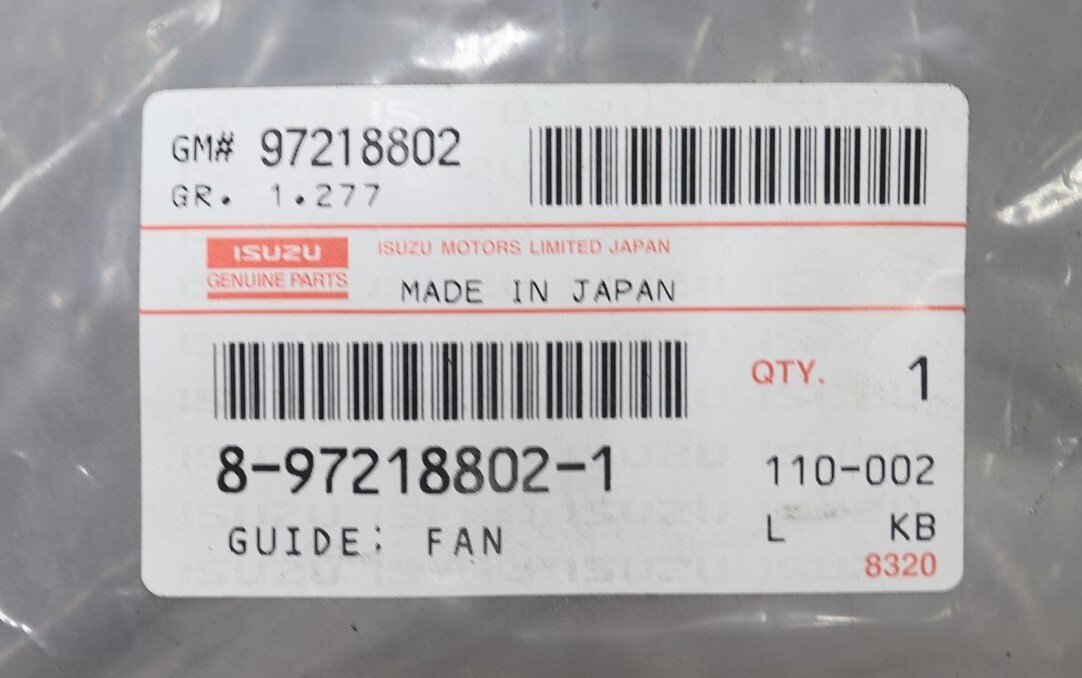 GM# 97218802
GR. 1.277
ISUZU
GENUINE PARTS
ISUZU MOTORS LIMITED JAPAN
MADE IN JAPAN
QTY. 1
8-97218802-1
110-002
GUIDE: FAN
L KB
8320